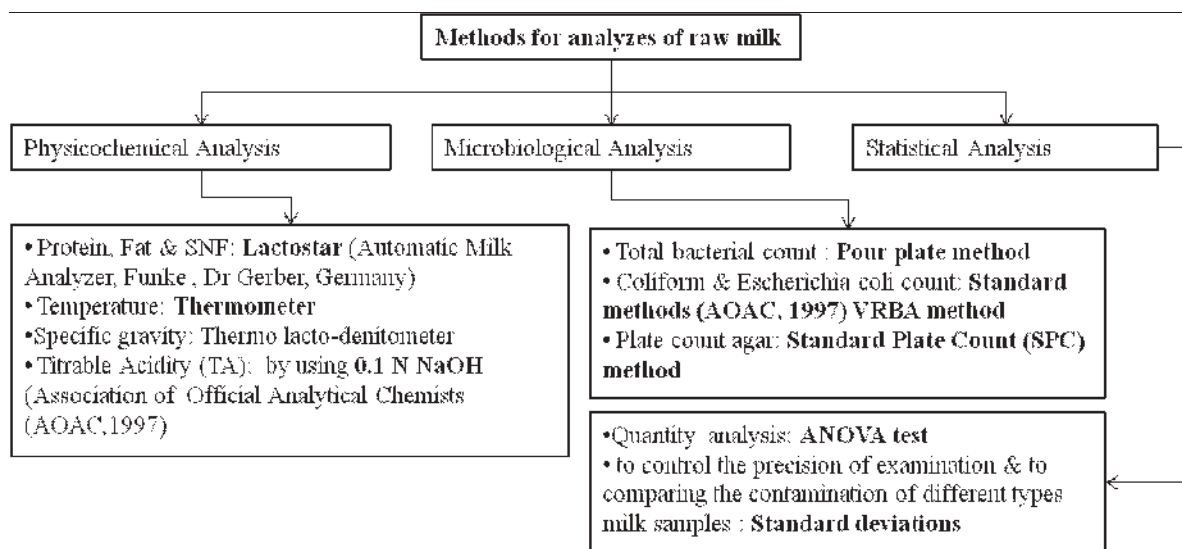 Methods for analyzes of raw milk
Physicochemical Analysis
Microbiological Analysis
Statistical Analysis
•Protein, Fat & SNF: Lactostar (Automatic Milk
Analyzer, Funke , Dr Gerber, Germany)
•Temperature: Thermometer
•Specific gravity: Thermo lacto-denitometer
•Titrable Acidity (TA): by using 0.1 N NaOH
(Association of Official Analytical Chemists
(AOAC,1997)
•Total bacterial count : Pour plate method
•Coliform & Escherichia coli count: Standard
methods (AOAC, 1997) VRBA method
•Plate count agar: Standard Plate Count (SPC)
method
•Quantity analysis: ANOVA test
• to control the precision of examination & to
comparing the contamination of different types
milk samples : Standard deviations